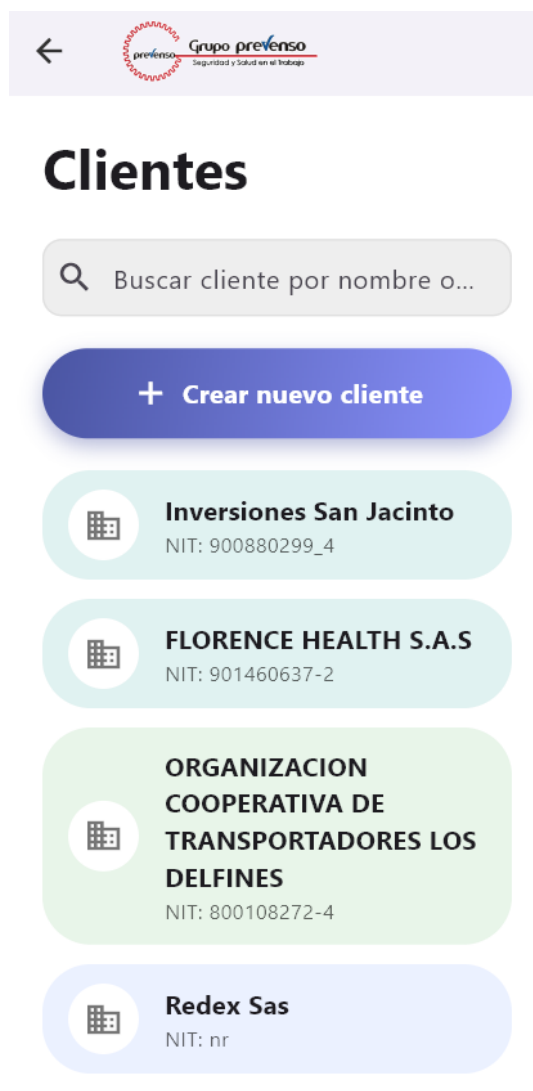 prevenso
Grupo prevenso
Seguridad y Salud en el Trabajo
Clientes
Buscar cliente por nombre o...
+ Crear nuevo cliente
Inversiones San Jacinto
NIT: 900880299_4
FLORENCE HEALTH S.A.S
NIT: 901460637-2
ORGANIZACION
COOPERATIVA DE
TRANSPORTADORES LOS
DELFINES
NIT: 800108272-4
Redex Sas
NIT: nr